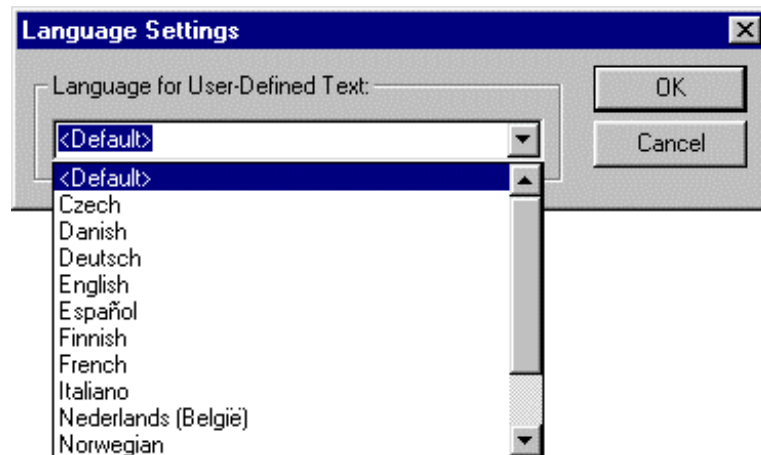 Language Settings
Language for User-Defined Text:
OK
<Default>
Cancel
<Default>
Czech
Danish
Deutsch
English
Español
Finnish
French
Italiano
Nederlands (België)
Norwegian